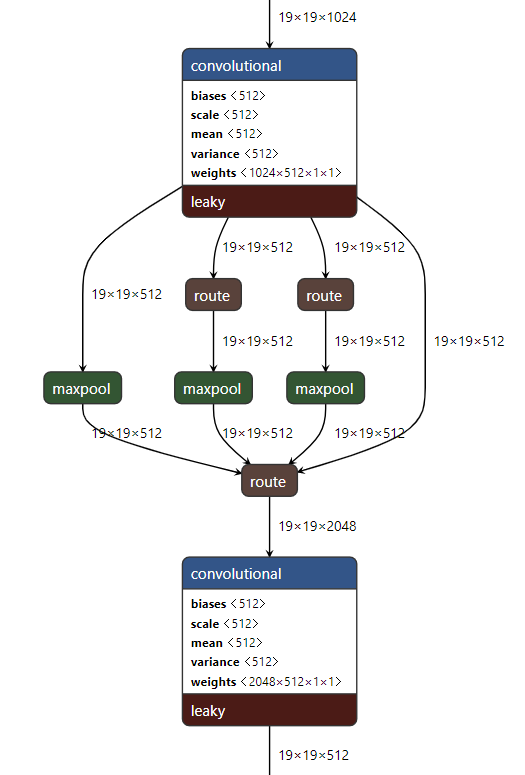 19×19×1024
convolutional
biases 〈512〉
scale 〈512〉
mean 〈512〉
variance 〈512〉
weights 〈1024×512×1×1〉
leaky
19×19×512
19×19×512
route
route
19×19×512
19×19×512
19×19×512
19×19×512
maxpool
maxpool
maxpool
19×19×512
19×19×512
19×19×512
route
19×19×2048
convolutional
biases 〈512〉
scale 〈512〉
mean 〈512〉
variance 〈512〉
weights 〈2048×512×1×1〉
leaky
19×19×512